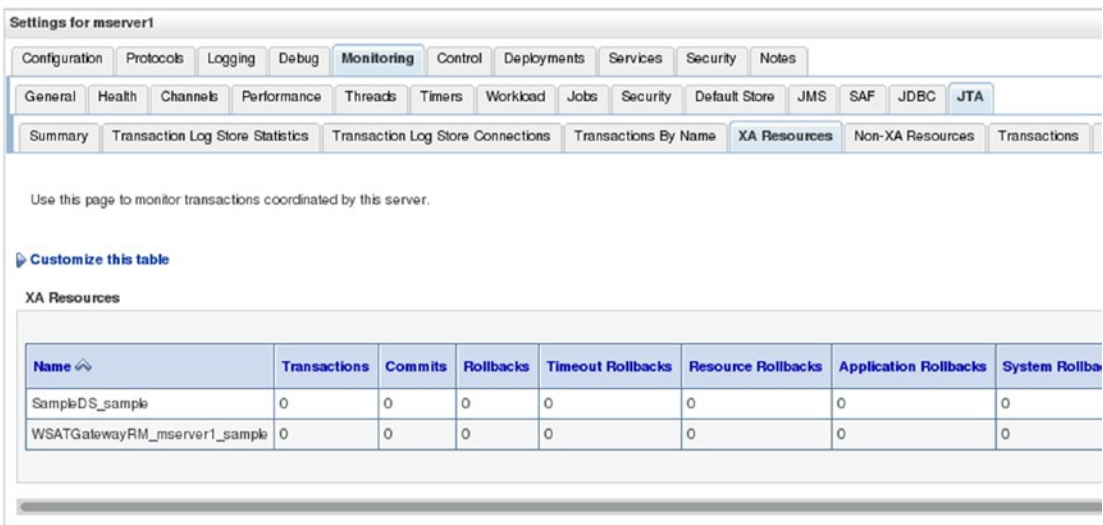 Settings for mserver1
Configuration Protocols Logging Debug Monitoring Control Deployments Services Security Notes
General Health Channels Performance Threads Timers Workload Jobs Security Default Store JMS SAF JDBC JTA
Summary Transaction Log Store Statistics Transaction Log Store Connections Transactions By Name XA Resources Non-XA Resources Transactions
Use this page to monitor transactions coordinated by this server.
Customize this table
XA Resources
Name Transactions Commits Rollbacks Timeout Rollbacks Resource Rollbacks Application Rollbacks System Rollba
SampleDS_sample 0 0 0 0 0 0 0
WSATGatewayRM_mserver1_sample 0 0 0 0 0 0 0